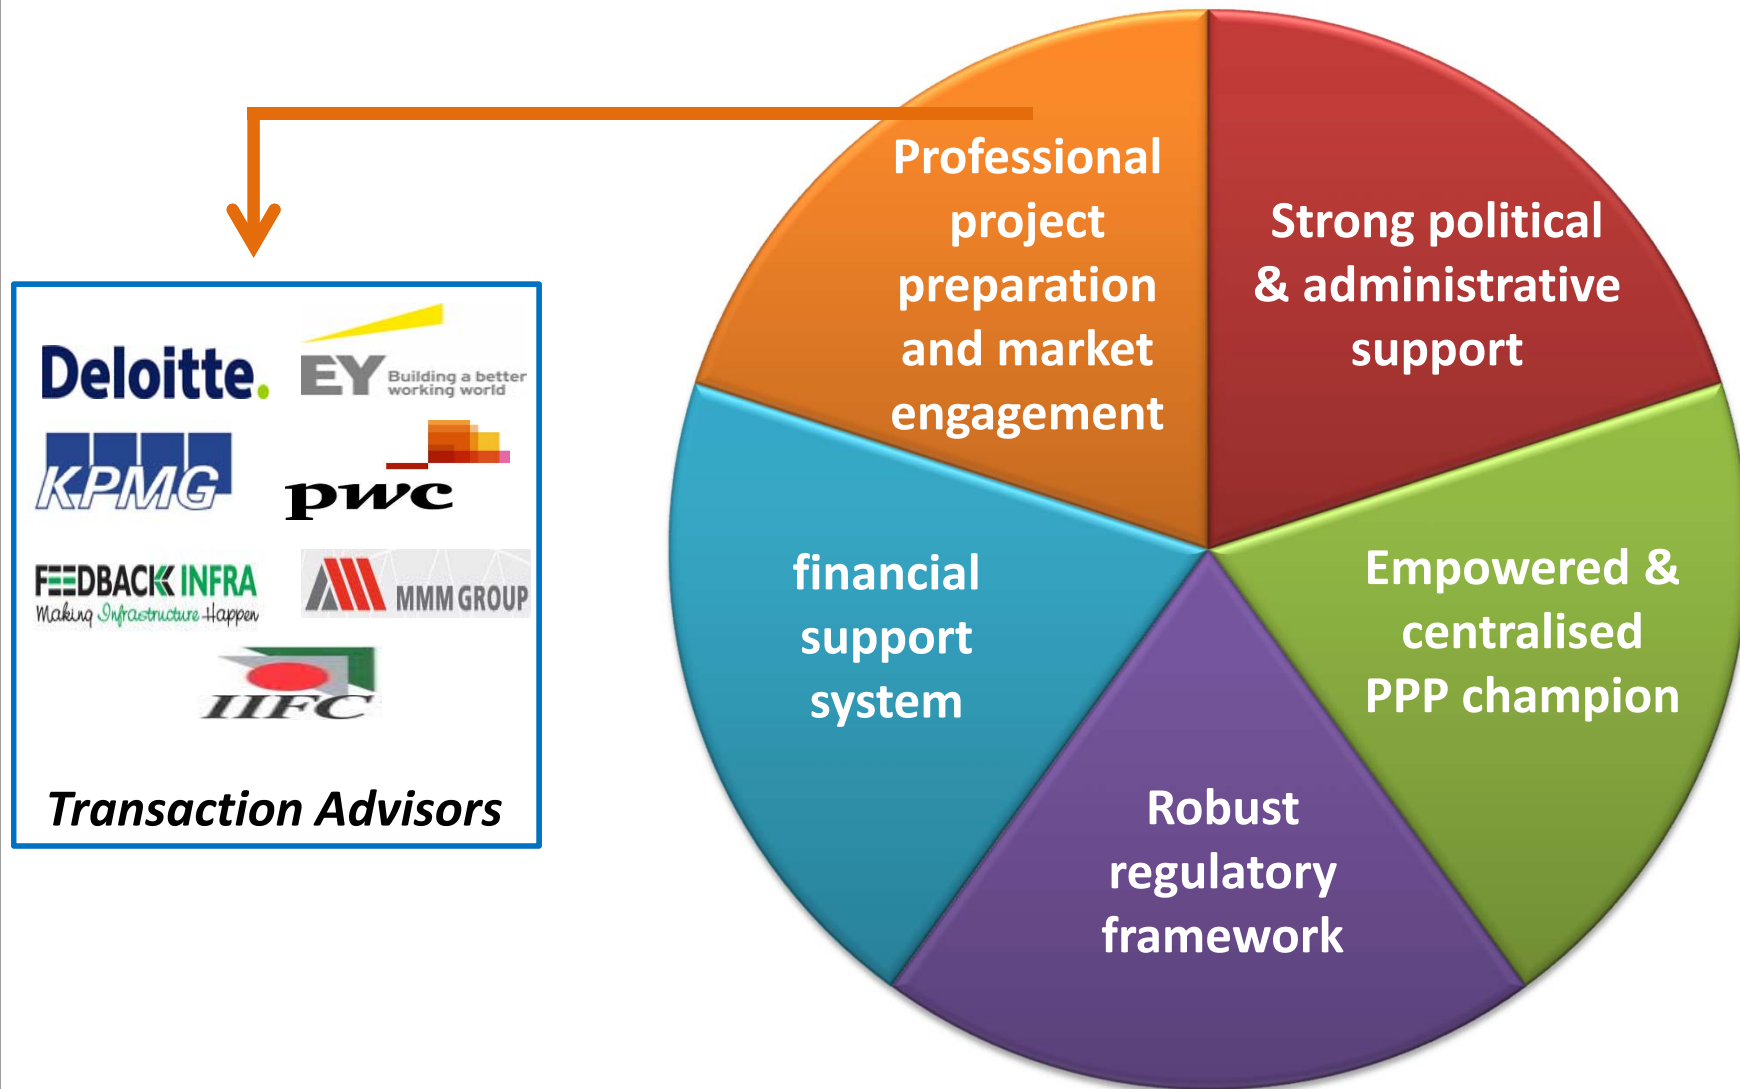 Professional
project
preparation
and market
engagement
Strong political
& administrative
support
Empowered &
centralised
PPP champion
Robust
regulatory
framework
financial
support
system
Deloitte.
EY Building a better
working world
KPMG
pwc
FEEDBACK INFRA
Making Infrastructure Happen
MMM GROUP
IIFC
Transaction Advisors